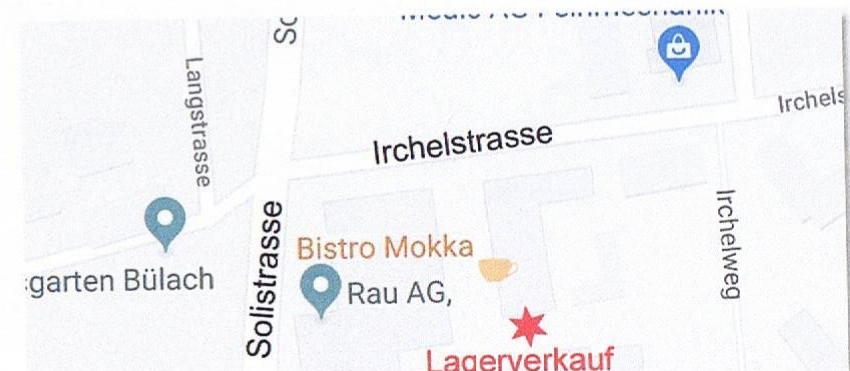 Langstrasse
Irchelstrasse
Irchels
Solistrasse
Irchelweg
Bistro Mokka
garten Bülach
Rau AG,
Lagerverkauf